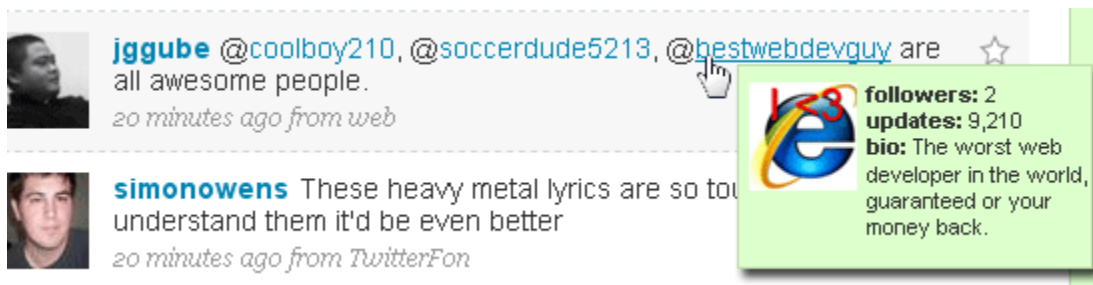 jggube @coolboy210, @soccerdude5213, @bestwebdevguy are
all awesome people.
20 minutes ago from web
I <3
followers: 2
updates: 9,210
bio: The worst web
developer in the world,
guaranteed or your
money back.
simonowens These heavy metal lyrics are so
understand them it'd be even better
20 minutes ago from TwitterFon